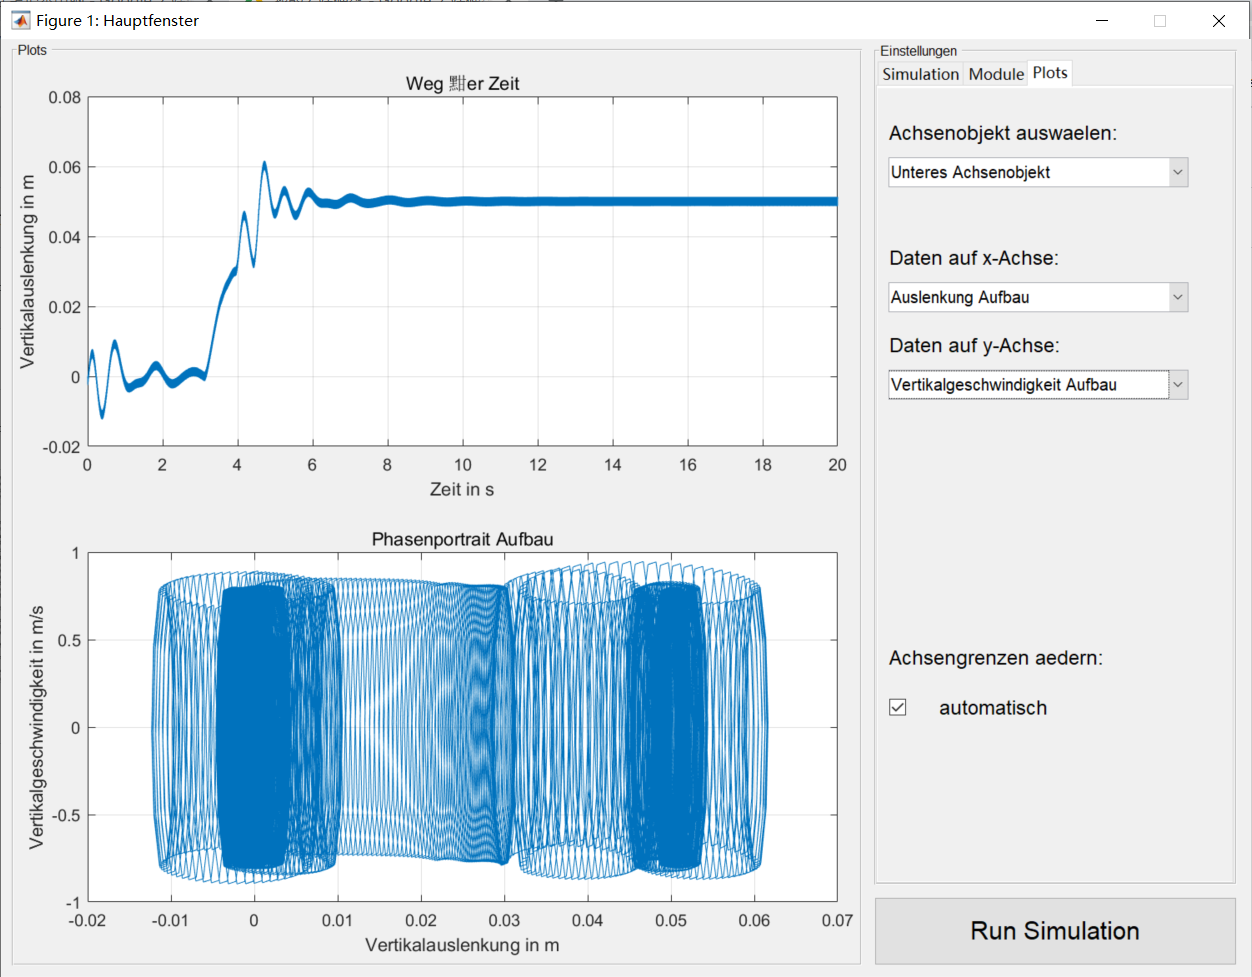 Figure 1: Hauptfenster
Plots
Weg 黚er Zeit
0.08
0.06
0.04
0.02
0
-0.02
Vertikalauslenkung in m
0 2 4 6 8 10 12 14 16 18 20
Zeit in s
Phasenportrait Aufbau
1
0.5
0
-0.5
-1
Vertikalgeschwindigkeit in m/s
-0.02 -0.01 0 0.01 0.02 0.03 0.04 0.05 0.06 0.07
Vertikalauslenkung in m
Einstellungen
Simulation Module Plots
Achsenobjekt auswaelen:
Unteres Achsenobjekt
Daten auf x-Achse:
Auslenkung Aufbau
Daten auf y-Achse:
Vertikalgeschwindigkeit Aufbau
Achsengrenzen aedern:
automatisch
Run Simulation